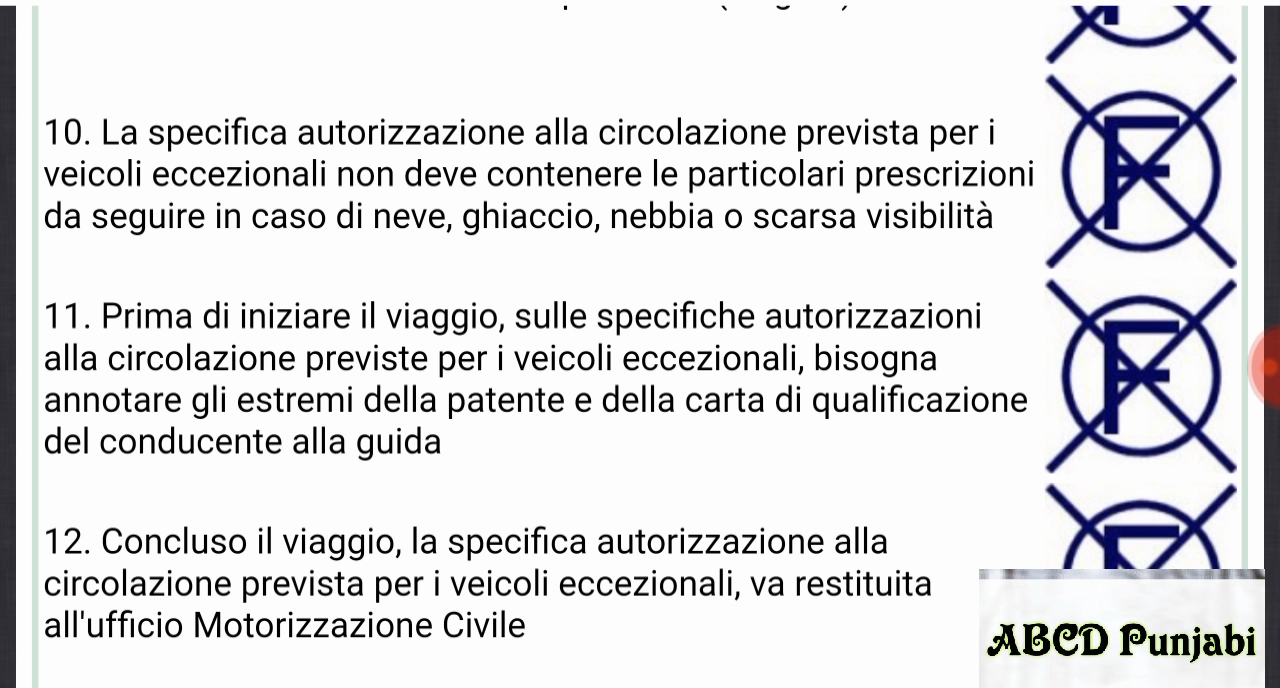 10. La specifica autorizzazione alla circolazione prevista per i
veicoli eccezionali non deve contenere le particolari prescrizioni
da seguire in caso di neve, ghiaccio, nebbia o scarsa visibilità
F
11. Prima di iniziare il viaggio, sulle specifiche autorizzazioni
alla circolazione previste per i veicoli eccezionali, bisogna
annotare gli estremi della patente e della carta di qualificazione
del conducente alla guida
F
12. Concluso il viaggio, la specifica autorizzazione alla
circolazione prevista per i veicoli eccezionali, va restituita
all'ufficio Motorizzazione Civile
ABCD Punjabi